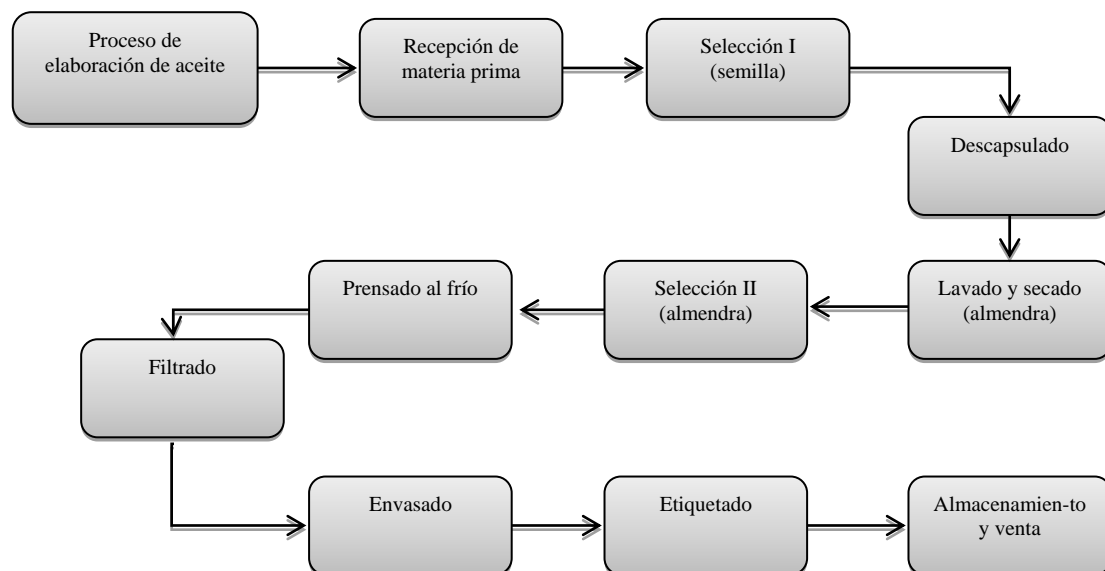 Proceso de
elaboración de aceite
Recepción de
materia prima
Selección I
(semilla)
Descapsulado
Lavado y secado
(almendra)
Selección II
(almendra)
Prensado al frío
Filtrado
Envasado
Etiquetado
Almacenamien-to
y venta